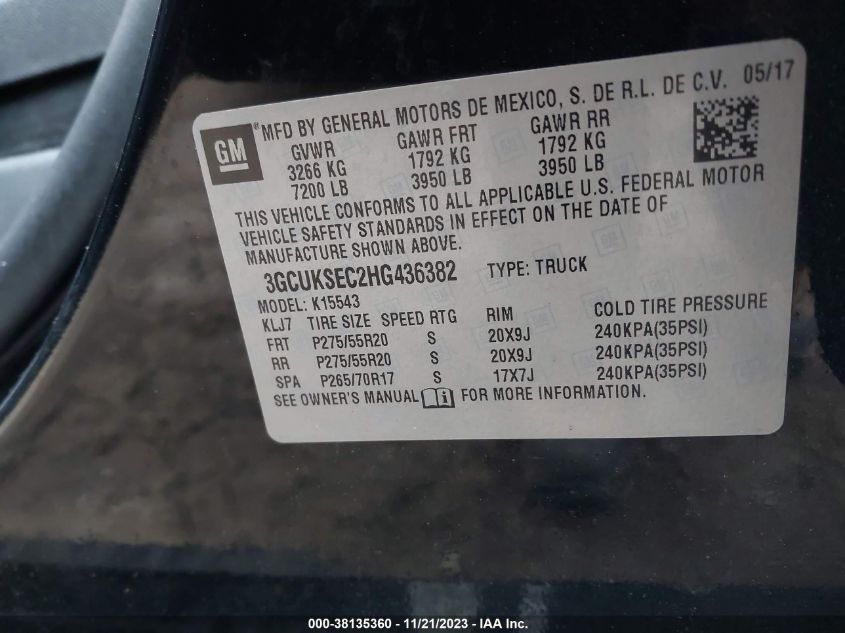 GM ® MFD BY GENERAL MOTORS DE MEXICO, S. DE R.L. DE C.V. 05/17
GVWR GAWR FRT GAWR RR
3266 KG 1792 KG 1792 KG
7200 LB 3950 LB 3950 LB
THIS VEHICLE CONFORMS TO ALL APPLICABLE U.S. FEDERAL MOTOR
VEHICLE SAFETY STANDARDS IN EFFECT ON THE DATE OF
MANUFACTURE SHOWN ABOVE.
3GCUKSEC2HG436382 TYPE: TRUCK
MODEL: K15543
KLJ7 TIRE SIZE SPEED RTG RIM COLD TIRE PRESSURE
FRT P275/55R20 S 20X9J 240KPA(35PSI)
RR P275/55R20 S 20X9J 240KPA(35PSI)
SPA P265/70R17 S 17X7J 240KPA(35PSI)
SEE OWNER'S MANUAL FOR MORE INFORMATION.
000-38135360 - 11/21/2023 - IAA Inc.